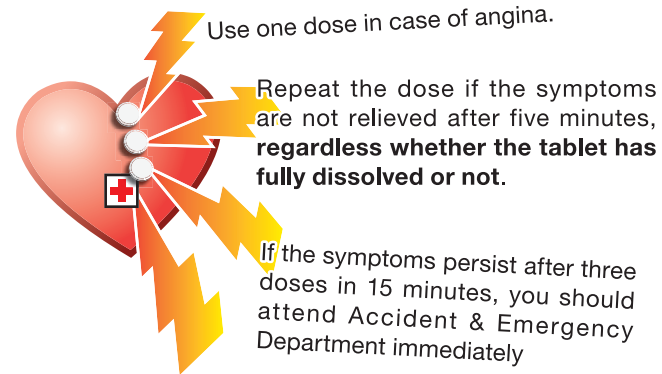 Use one dose in case of angina.
Repeat the dose if the symptoms
are not relieved after five minutes,
regardless whether the tablet has
fully dissolved or not.
If the symptoms persist after three
doses in 15 minutes, you should
attend Accident & Emergency
Department immediately